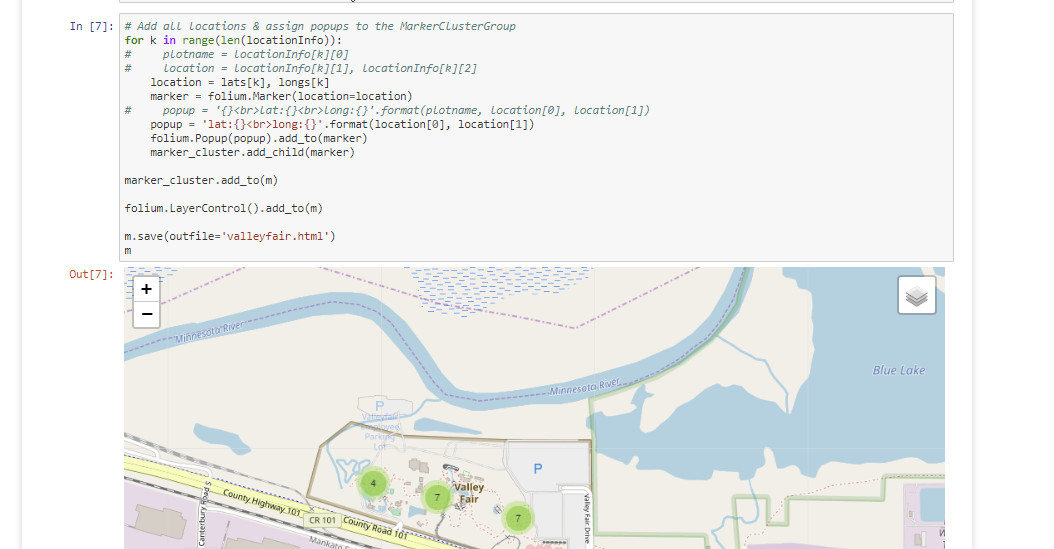 In [7]:
# Add all locations & assign popups to the MarkerClusterGroup
for k in range(len(locationInfo)):
#     plotname = locationInfo[k][0]
#     location = locationInfo[k][1], locationInfo[k][2]
    location = lats[k], longs[k]
    marker = folium.Marker(location=location)
#     popup = '{}<br>lat:{}<br>long:{}'.format(plotname, location[0], location[1])
    popup = 'lat:{}<br>long:{}'.format(location[0], location[1])
    folium.Popup(popup).add_to(marker)
    marker_cluster.add_child(marker)
marker_cluster.add_to(m)
folium.LayerControl().add_to(m)
m.save(outfile='valleyfair.html')
m
Out[7]:
+
−
Minnesota River
Blue Lake
Minnesota River
P
Valleyfair
Employee
Parking
Lot
P
4
Valley
Fair
7
7
County Highway 101
CR 101
County Road 101
Canterbury Road S
Valley Fair Drive
Mankato